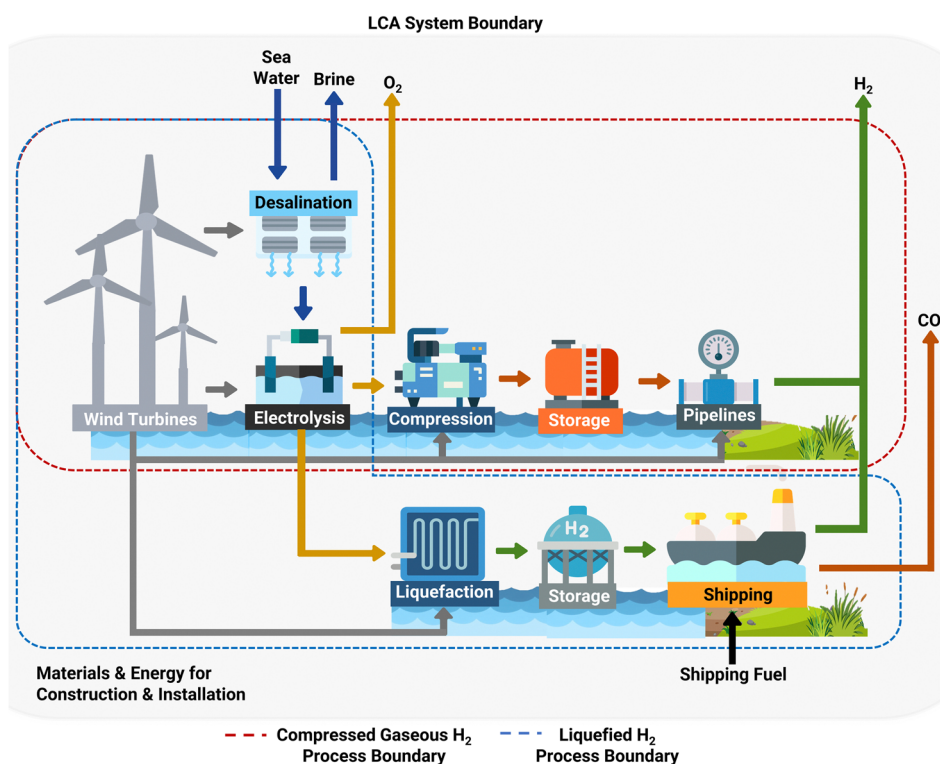 LCA System Boundary
Sea
Water
Brine
O₂
H₂
Desalination
CO
Wind Turbines
Electrolysis
Compression
Storage
Pipelines
H₂
Liquefaction
Storage
Shipping
Materials & Energy for
Construction & Installation
Shipping Fuel
Compressed Gaseous H₂
Process Boundary
Liquefied H₂
Process Boundary